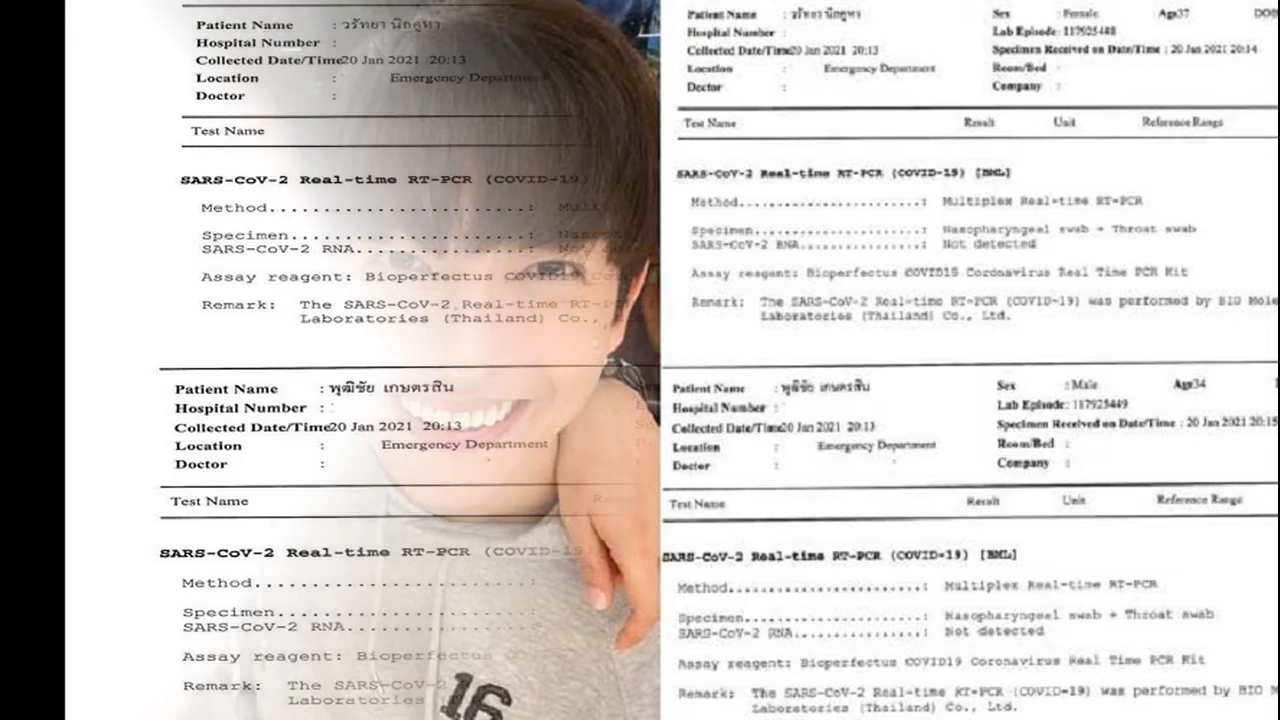 Patient Name : วรัทยา นิลคูหา
Hospital Number :
Collected Date/Time20 Jan 2021 20:13
Location : Emergency Department
Doctor :
Test Name
SARS-CoV-2 Real-time RT-PCR (COVID-19)
Method..............................:
Specimen............................:
SARS-CoV-2 RNA....................:
Assay reagent: Bioperfectus COVID19
Remark: The SARS-CoV-2 Real-time RT-P
Laboratories (Thailand) Co.,
Patient Name : พุฒิชัย เกษตรสิน
Hospital Number :
Collected Date/Time20 Jan 2021 20:13
Location : Emergency Department
Doctor :
Test Name
SARS-CoV-2 Real-time RT-PCR (COVID-19
Method..........................:
Specimen........................:
SARS-CoV-2 RNA..................:
Assay reagent: Bioperfectus
Remark: The SARS-CoV-2
Laboratories
16
Patient Name : วรัทยา นิลคูหา Sex : Female Age37 DOB
Hospital Number : Lab Episode: 117925448
Collected Date/Time20 Jan 2021 20:13 Specimen Received on Date/Time : 20 Jan 2021 20:14
Location : Emergency Department Room/Bed :
Doctor : Company :
Test Name Result Unit Reference Range
SARS-CoV-2 Real-time RT-PCR (COVID-19) [BML]
Method.........................: Multiplex Real-time RT-PCR
Specimen.......................: Nasopharyngeal swab + Throat swab
SARS-CoV-2 RNA.................: Not detected
Assay reagent: Bioperfectus COVID19 Coronavirus Real Time PCR Kit
Remark: The SARS-CoV-2 Real-time RT-PCR (COVID-19) was performed by BIO Mole
Laboratories (Thailand) Co., Ltd.
Patient Name : พุฒิชัย เกษตรสิน Sex : Male Age34
Hospital Number : Lab Episode: 117925449
Collected Date/Time20 Jan 2021 20:13 Specimen Received on Date/Time : 20 Jan 2021 20:15
Location : Emergency Department Room/Bed :
Doctor : Company :
Test Name Result Unit Reference Range
SARS-CoV-2 Real-time RT-PCR (COVID-19) [BML]
Method.........................: Multiplex Real-time RT-PCR
Specimen.......................: Nasopharyngeal swab + Throat swab
SARS-CoV-2 RNA.................: Not detected
Assay reagent: Bioperfectus COVID19 Coronavirus Real Time PCR Kit
Remark: The SARS-CoV-2 Real-time RT-PCR (COVID-19) was performed by BIO M
Laboratories (Thailand) Co., Ltd.